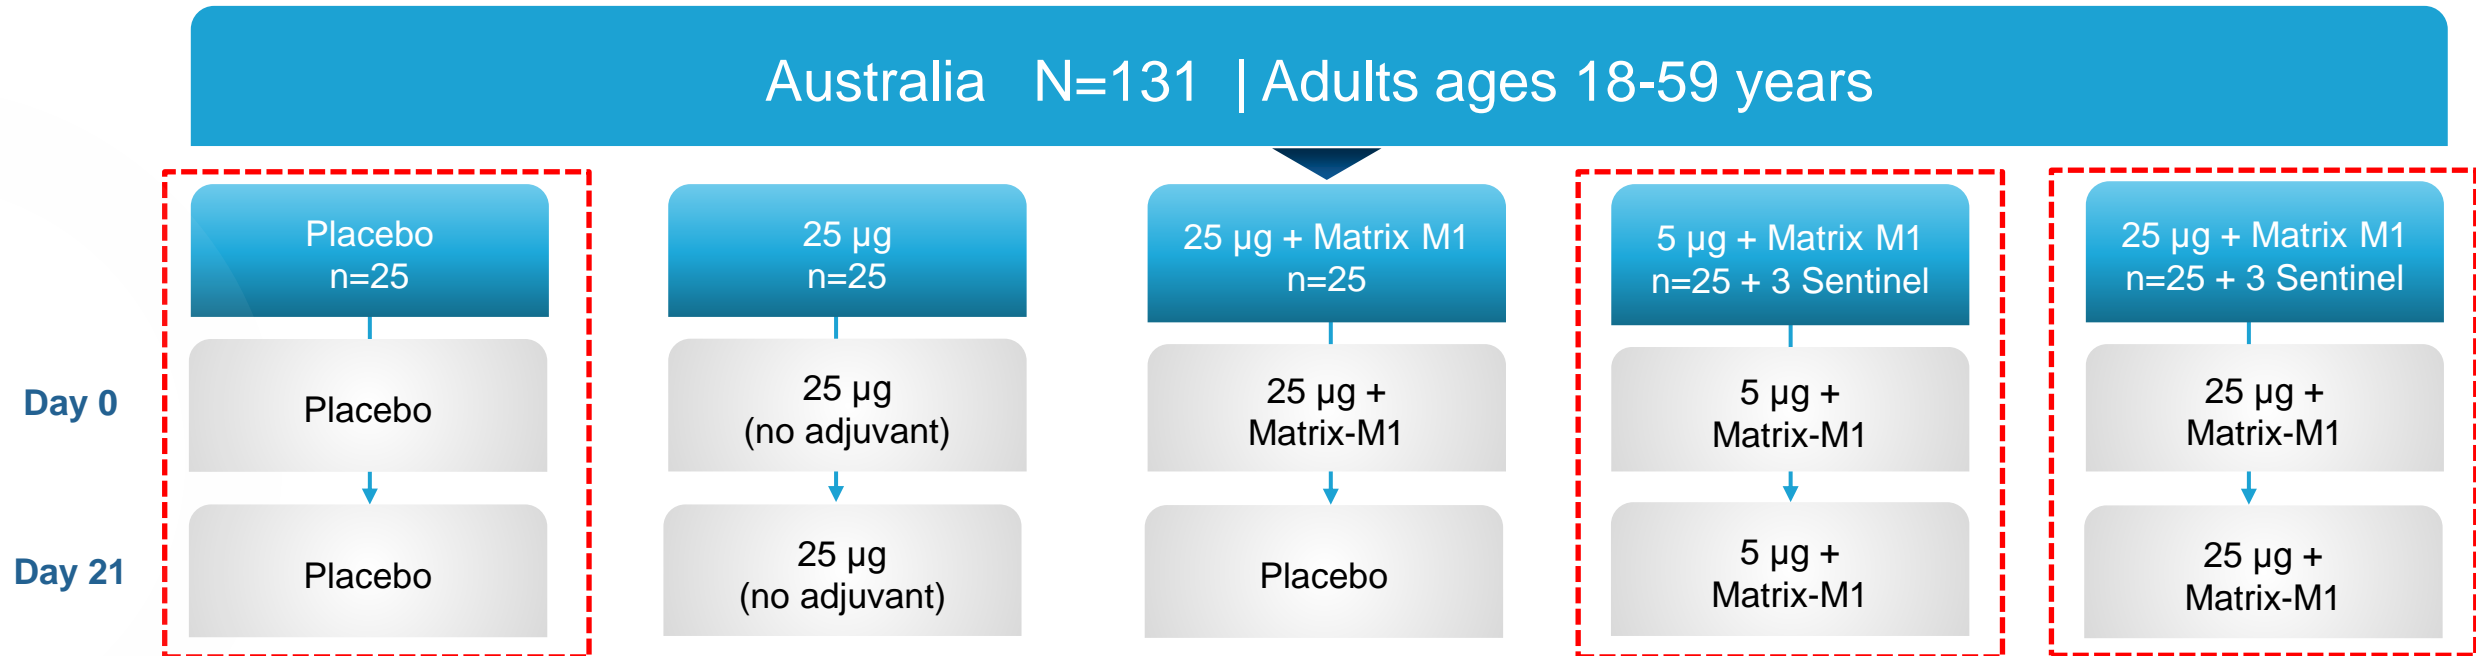 Australia N=131 | Adults ages 18-59 years
Placebo
n=25
25 µg
n=25
25 µg + Matrix M1
n=25
5 µg + Matrix M1
n=25 + 3 Sentinel
25 µg + Matrix M1
n=25 + 3 Sentinel
Day 0
Placebo
25 µg
(no adjuvant)
25 µg +
Matrix-M1
5 µg +
Matrix-M1
25 µg +
Matrix-M1
Day 21
Placebo
25 µg
(no adjuvant)
Placebo
5 µg +
Matrix-M1
25 µg +
Matrix-M1